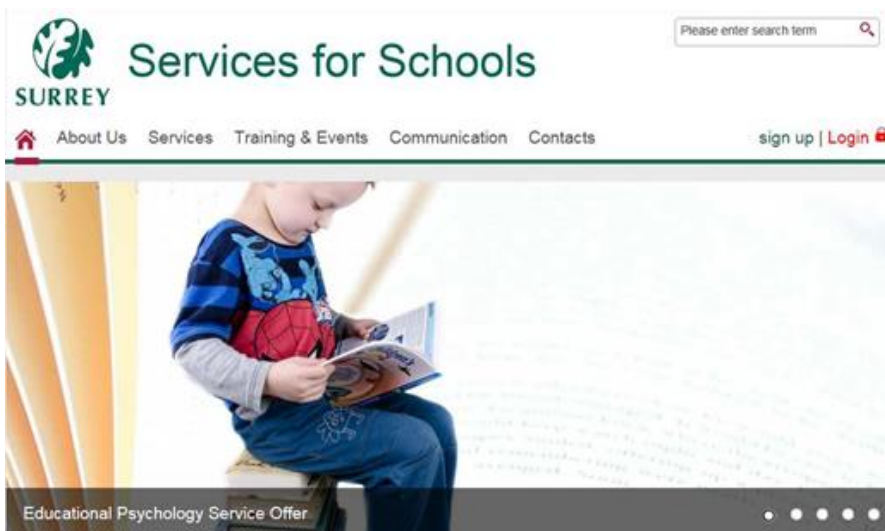 SURREY
Services for Schools
Please enter search term
About Us Services Training & Events Communication Contacts
sign up | Login
Educational Psychology Service Offer